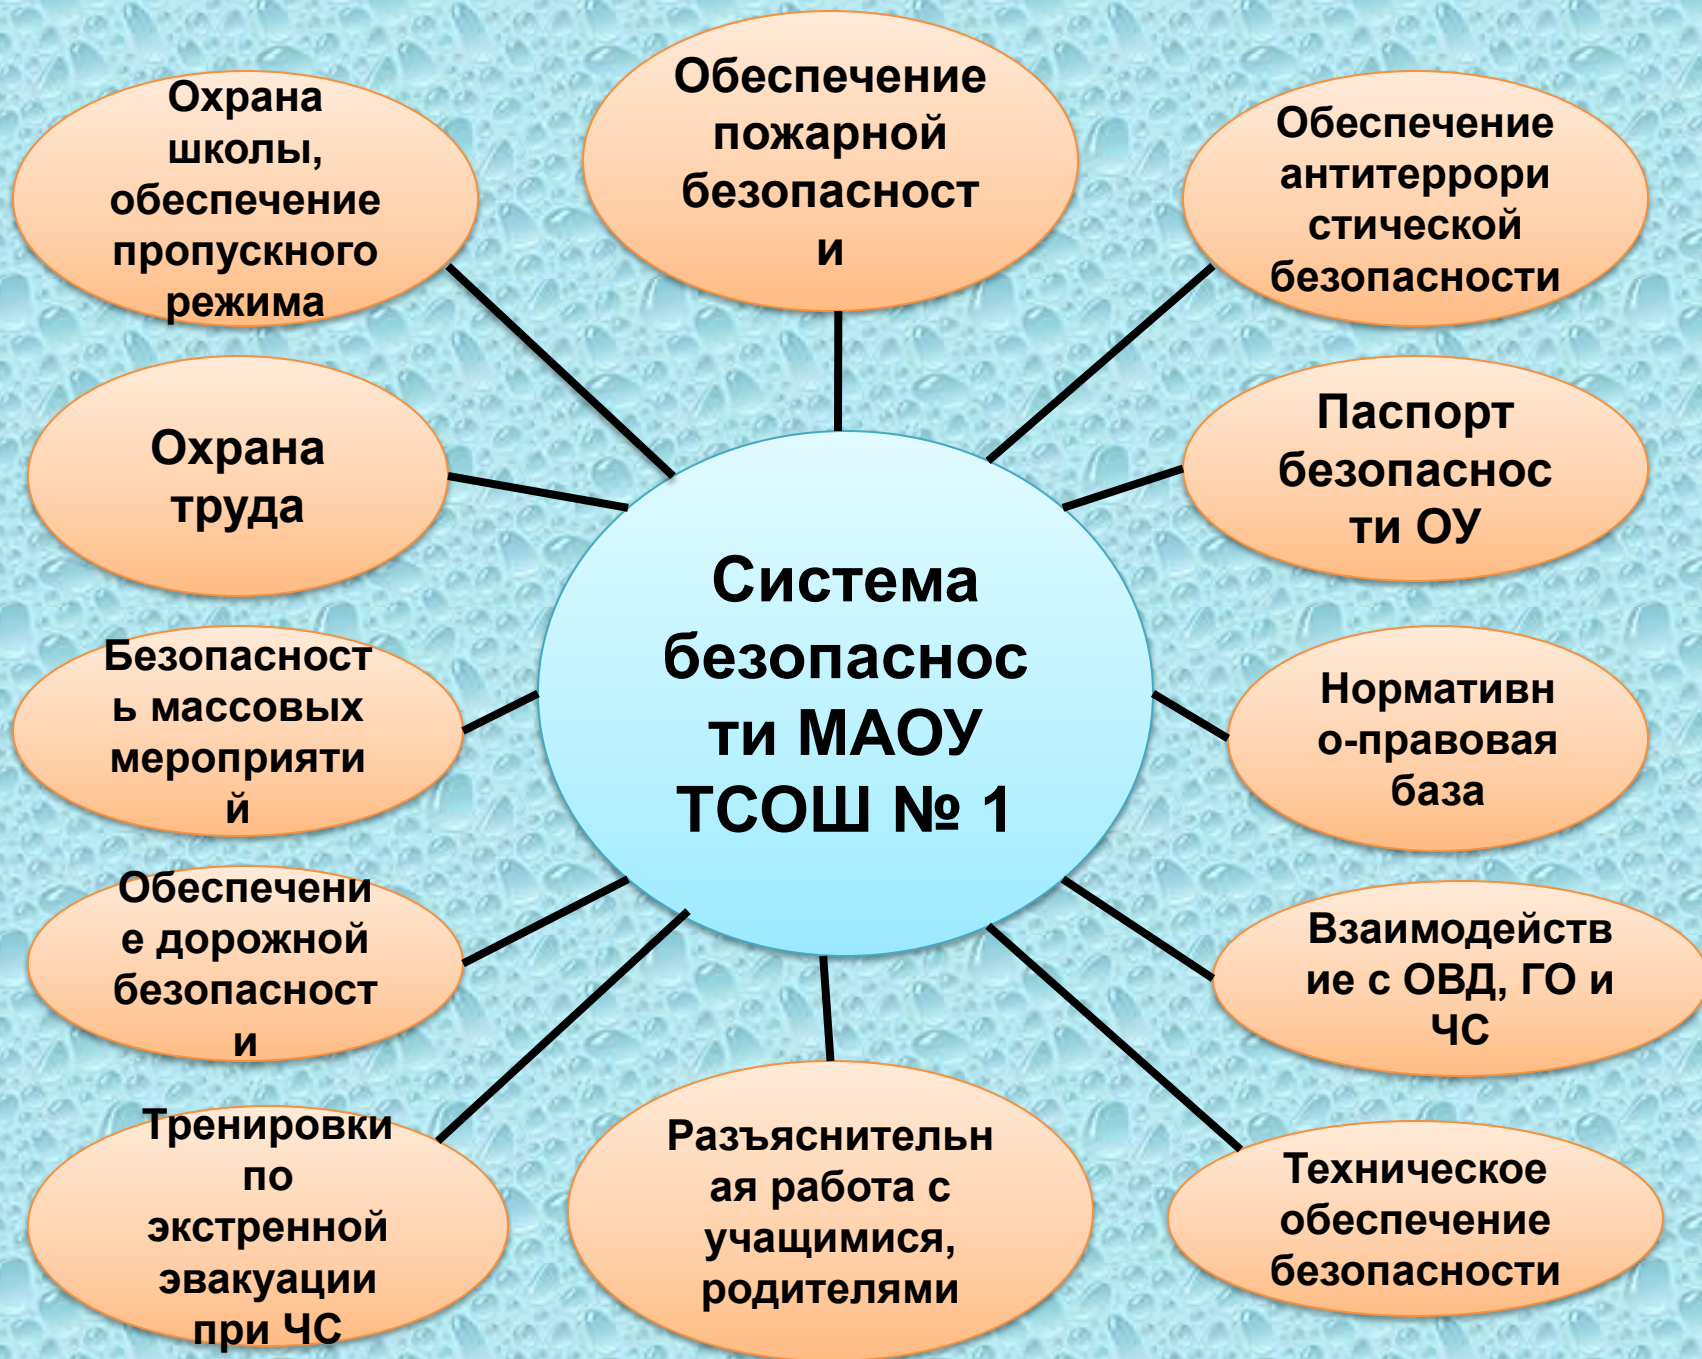 Охрана
школы,
обеспечение
пропускного
режима
Обеспечение
пожарной
безопасност
и
Обеспечение
антитеррори
стической
безопасности
Охрана
труда
Паспорт
безопаснос
ти ОУ
Система
безопаснос
ти МАОУ
ТСОШ № 1
Безопасност
ь массовых
мероприяти
й
Нормативн
о-правовая
база
Обеспечени
е дорожной
безопасност
и
Взаимодейств
ие с ОВД, ГО и
ЧС
Тренировки
по
экстренной
эвакуации
при ЧС
Разъяснительн
ая работа с
учащимися,
родителями
Техническое
обеспечение
безопасности